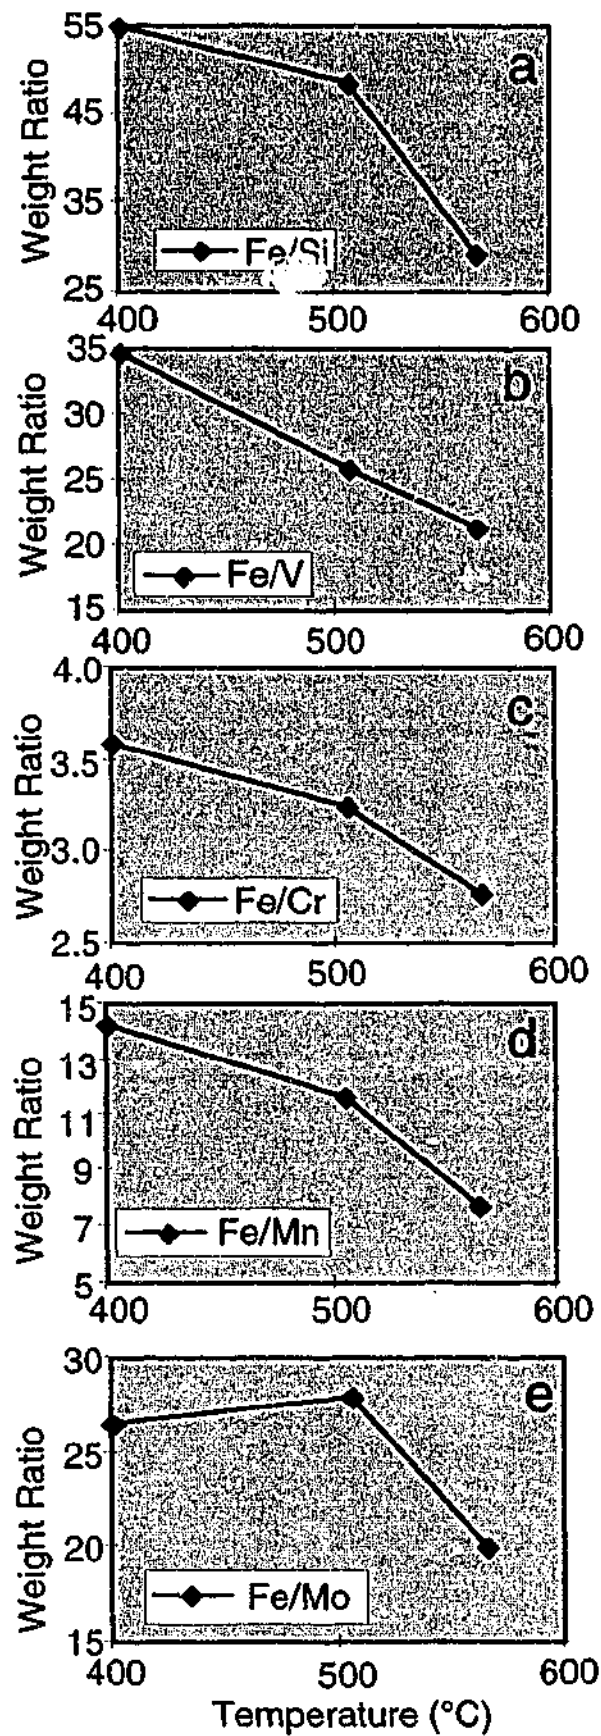 55
a
45
Weight Ratio
35
Fe/Si
25
400 500 600
35
b
30
Weight Ratio
25
20
Fe/V
15
400 500 600
4.0
c
3.5
Weight Ratio
3.0
Fe/Cr
2.5
400 500 600
15
d
13
Weight Ratio
11
9
7
Fe/Mn
5
400 500 600
30
e
25
Weight Ratio
20
Fe/Mo
15
400 500 600
Temperature (°C)